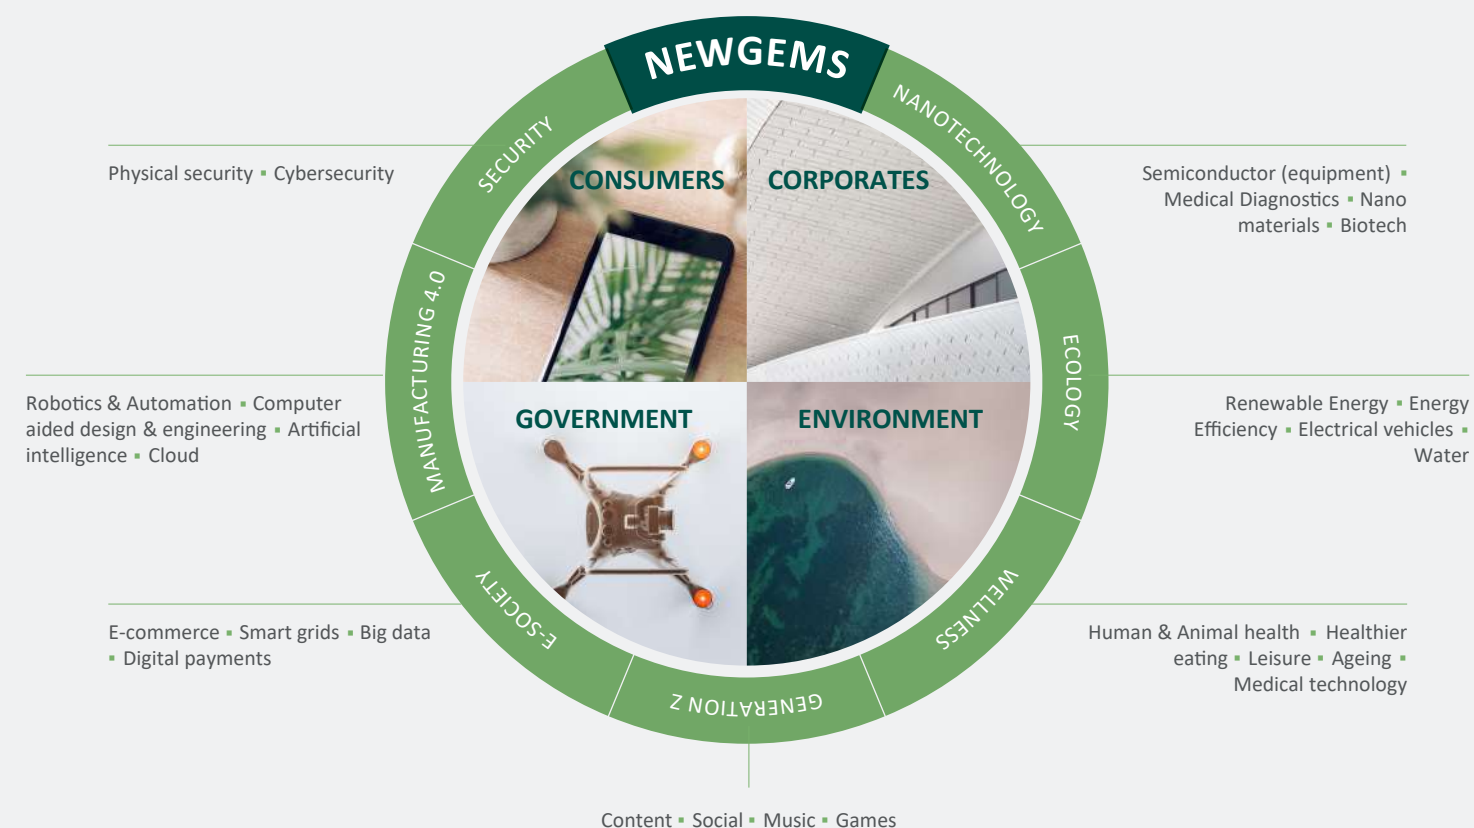 NEWGEMS
NANOTECHNOLOGY
Semiconductor (equipment) ▪
Medical Diagnostics ▪ Nano
materials ▪ Biotech
ECOLOGY
Renewable Energy ▪ Energy
Efficiency ▪ Electrical vehicles ▪
Water
WELLNESS
Human & Animal health ▪ Healthier
eating ▪ Leisure ▪ Ageing ▪
Medical technology
GENERATION Z
Content ▪ Social ▪ Music ▪ Games
E-SOCIETY
E-commerce ▪ Smart grids ▪ Big data
▪ Digital payments
MANUFACTURING 4.0
Robotics & Automation ▪ Computer
aided design & engineering ▪ Artificial
intelligence ▪ Cloud
SECURITY
Physical security ▪ Cybersecurity
CONSUMERS
CORPORATES
GOVERNMENT
ENVIRONMENT